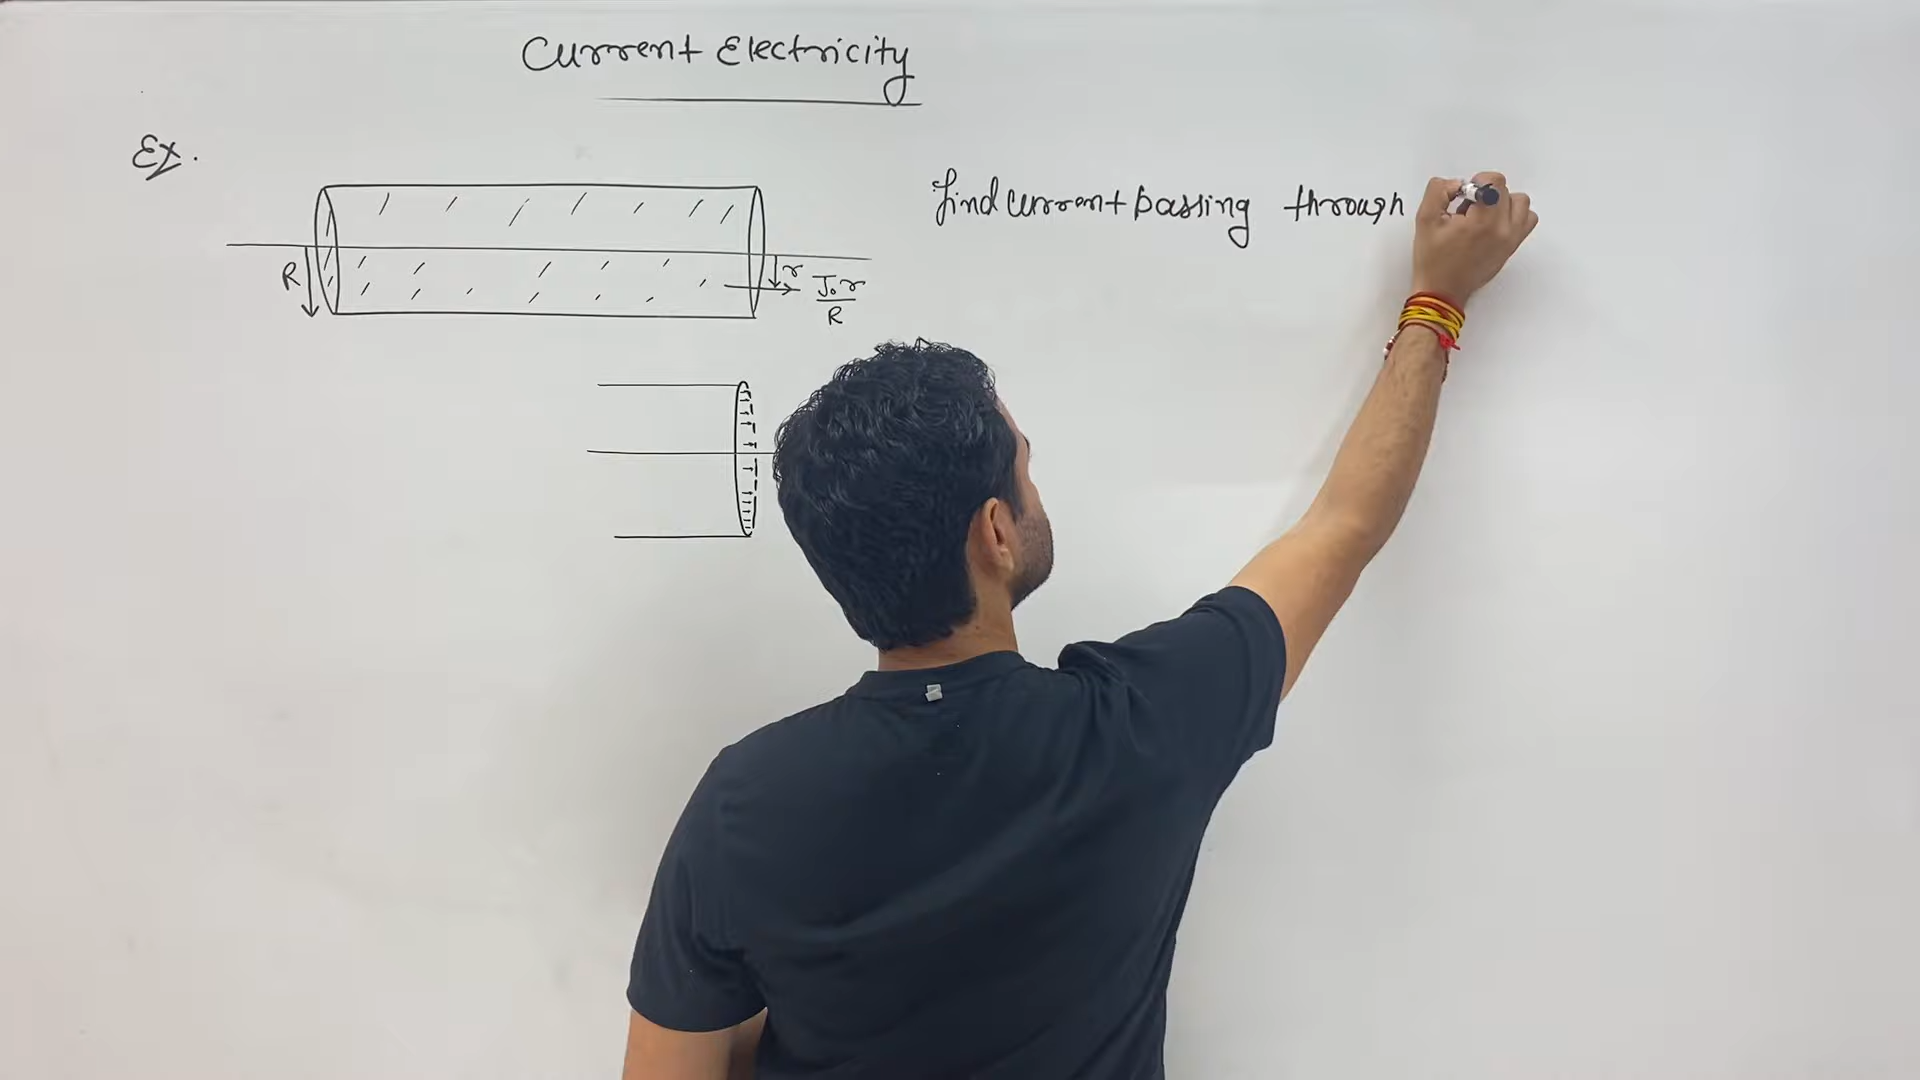 Current Electricity
Ex.
find current passing through
R
r
J₀r
R